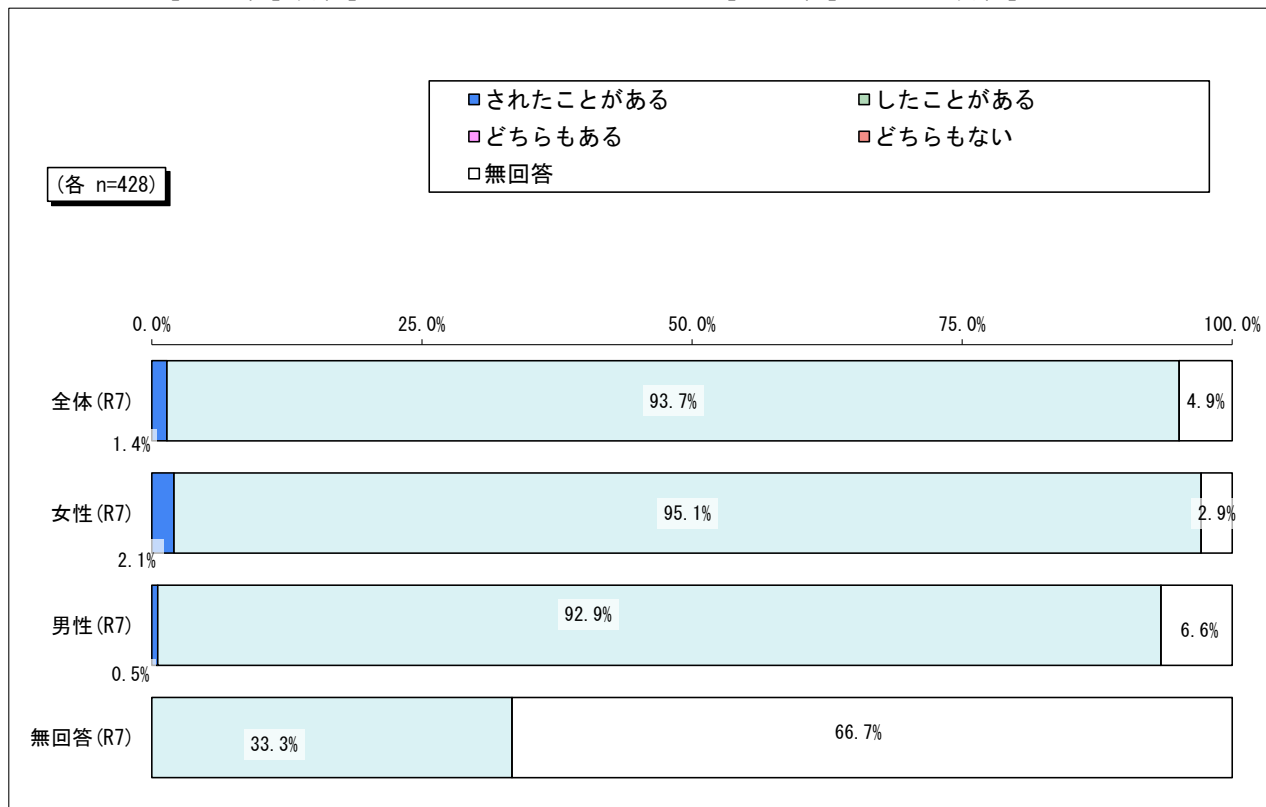 ■されたことがある ■したことがある
■どちらもある ■どちらもない
□無回答
(各 n=428)
0.0% 25.0% 50.0% 75.0% 100.0%
全体(R7) 93.7% 4.9%
1.4%
女性(R7) 95.1% 2.9%
2.1%
男性(R7) 92.9% 6.6%
0.5%
無回答(R7) 33.3% 66.7%